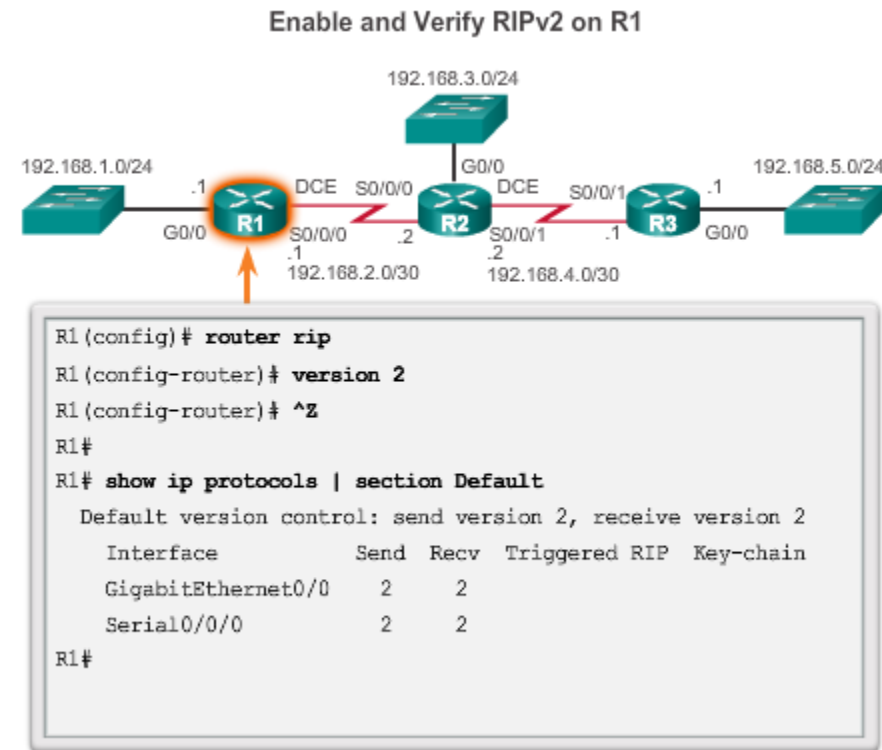 Enable and Verify RIPv2 on R1
192.168.3.0/24
192.168.1.0/24
G0/0
192.168.5.0/24
.1
DCE
S0/0/0
DCE
S0/0/1
.1
R1
R2
R3
G0/0
S0/0/0
.2
S0/0/1
.1
G0/0
.1
.2
192.168.2.0/30
192.168.4.0/30
R1(config)# router rip
R1(config-router)# version 2
R1(config-router)# ^Z
R1#
R1# show ip protocols | section Default
Default version control: send version 2, receive version 2
Interface Send Recv Triggered RIP Key-chain
GigabitEthernet0/0 2 2
Serial0/0/0 2 2
R1#